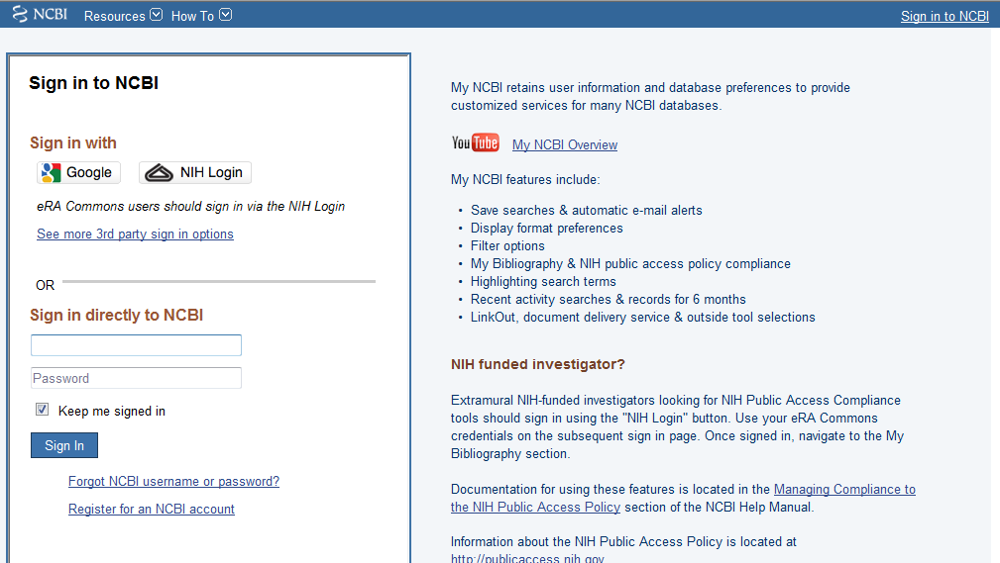 NCBI Resources How To Sign in to NCBI
Sign in to NCBI
Sign in with
Google NIH Login
eRA Commons users should sign in via the NIH Login
See more 3rd party sign in options
OR
Sign in directly to NCBI
Password
Keep me signed in
Sign In
Forgot NCBI username or password?
Register for an NCBI account
My NCBI retains user information and database preferences to provide
customized services for many NCBI databases.
YouTube My NCBI Overview
My NCBI features include:
• Save searches & automatic e-mail alerts
• Display format preferences
• Filter options
• My Bibliography & NIH public access policy compliance
• Highlighting search terms
• Recent activity searches & records for 6 months
• LinkOut, document delivery service & outside tool selections
NIH funded investigator?
Extramural NIH-funded investigators looking for NIH Public Access Compliance
tools should sign in using the "NIH Login" button. Use your eRA Commons
credentials on the subsequent sign in page. Once signed in, navigate to the My
Bibliography section.
Documentation for using these features is located in the Managing Compliance to
the NIH Public Access Policy section of the NCBI Help Manual.
Information about the NIH Public Access Policy is located at
http://publicaccess.nih.gov